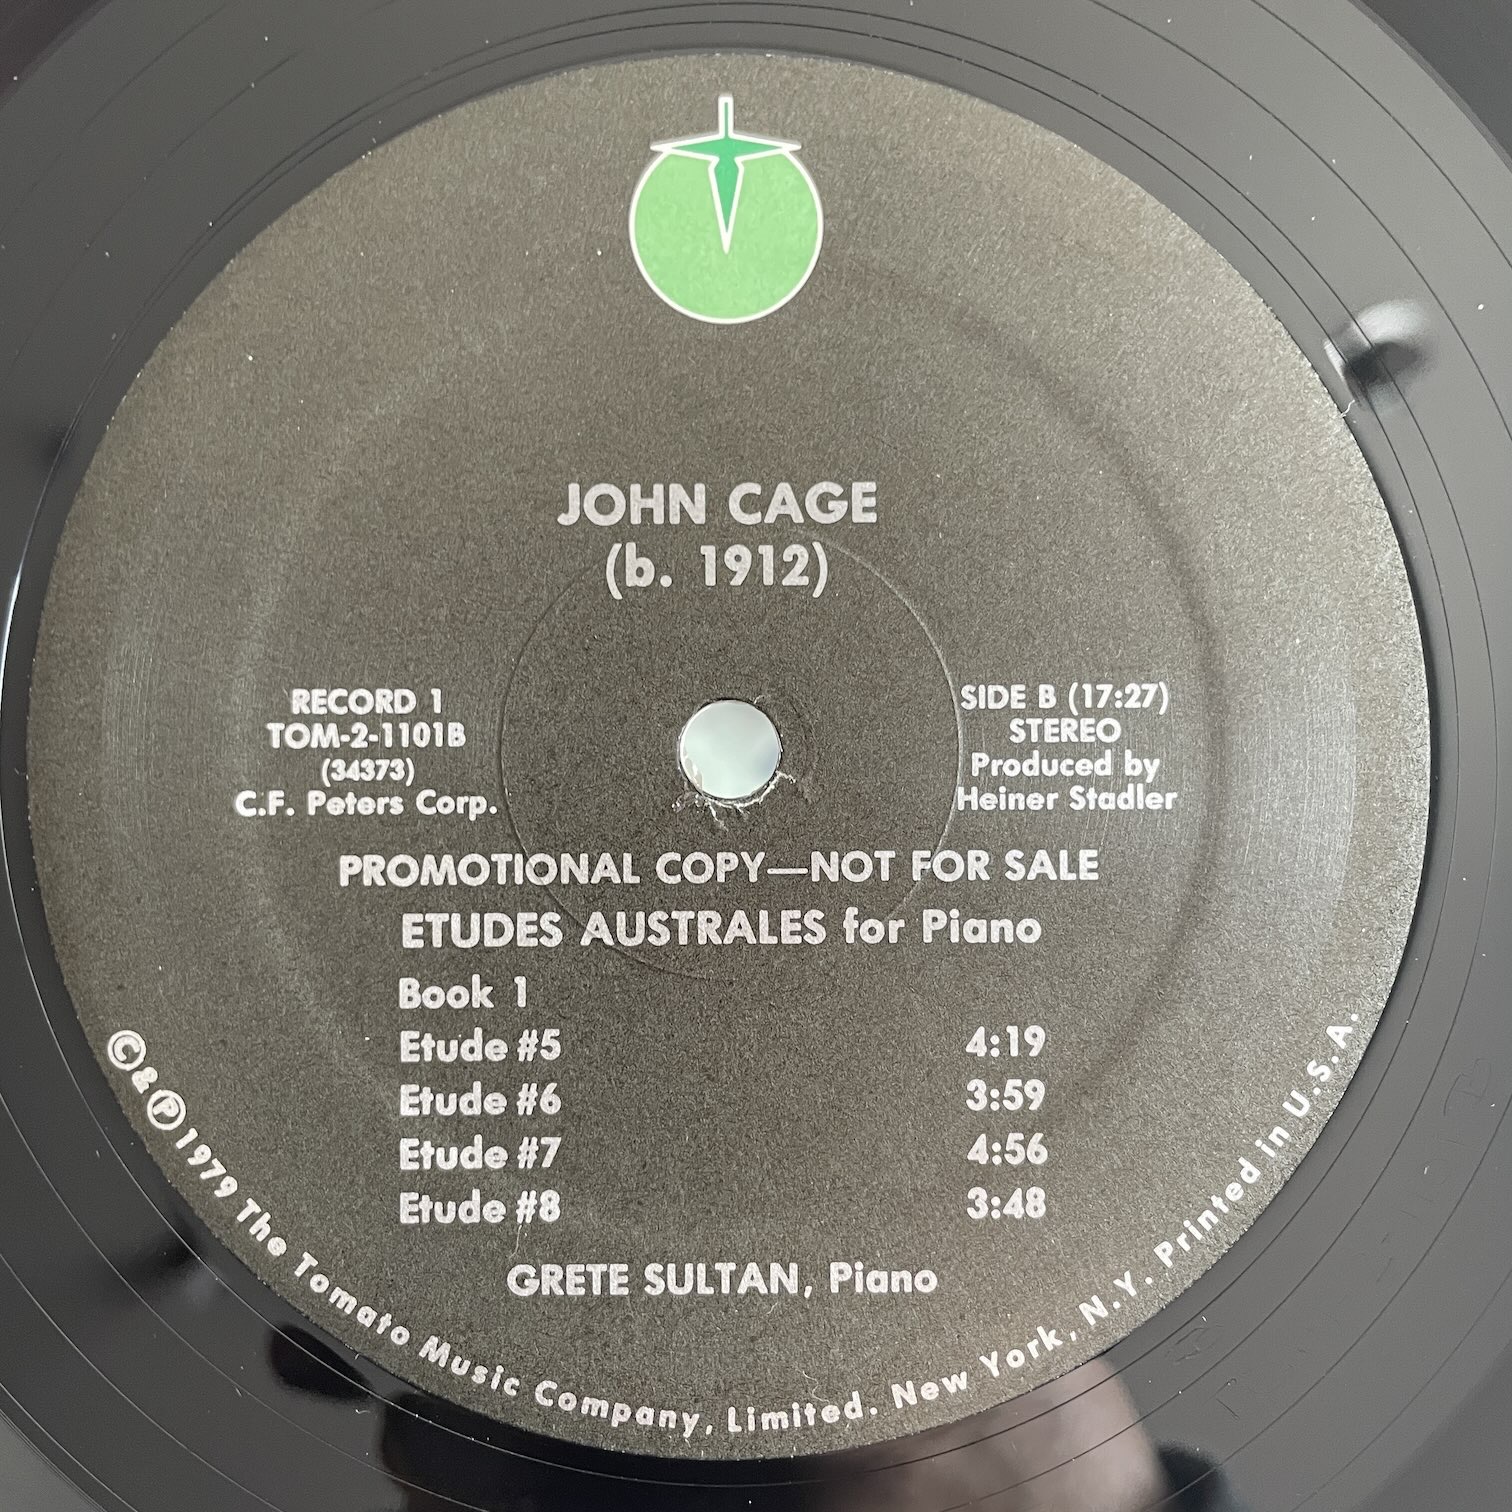 JOHN CAGE
(b. 1912)
RECORD 1
TOM-2-1101B
(34373)
C.F. Peters Corp.
SIDE B (17:27)
STEREO
Produced by
Heiner Stadler
PROMOTIONAL COPY—NOT FOR SALE
ETUDES AUSTRALES for Piano
Book 1
Etude #5 4:19
Etude #6 3:59
Etude #7 4:56
Etude #8 3:48
GRETE SULTAN, Piano
© & ℗ 1979 The Tomato Music Company, Limited. New York, N.Y. Printed in U.S.A.